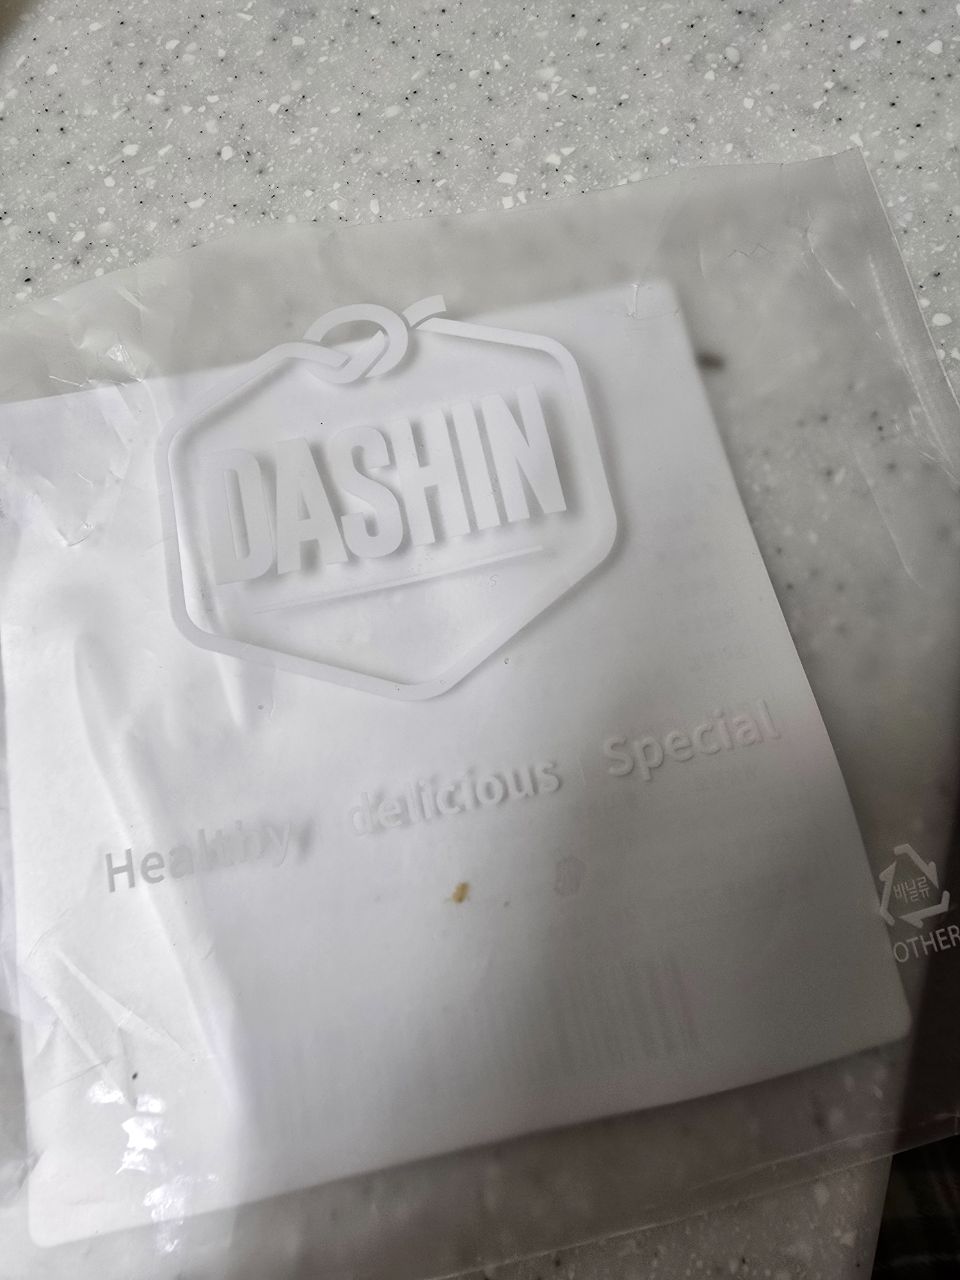 DASHIN
Healthy, delicious Special
비닐류
OTHER